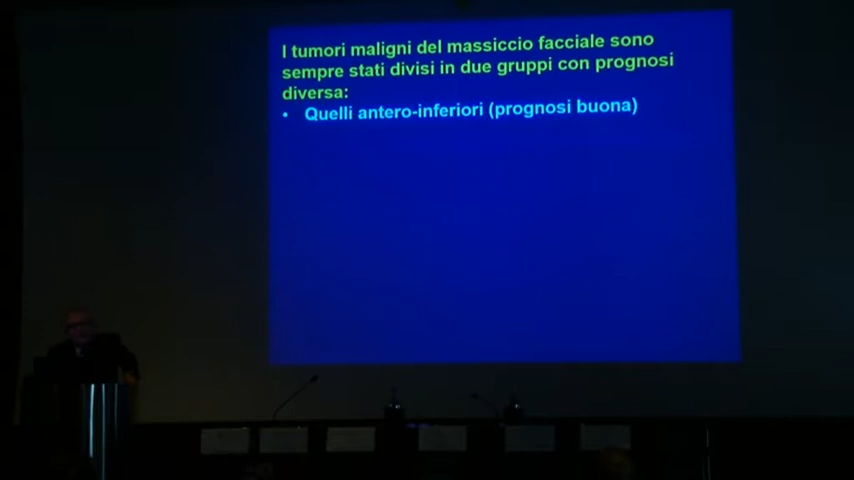 I tumori maligni del massiccio facciale sono
sempre stati divisi in due gruppi con prognosi
diversa:
• Quelli antero-inferiori (prognosi buona)